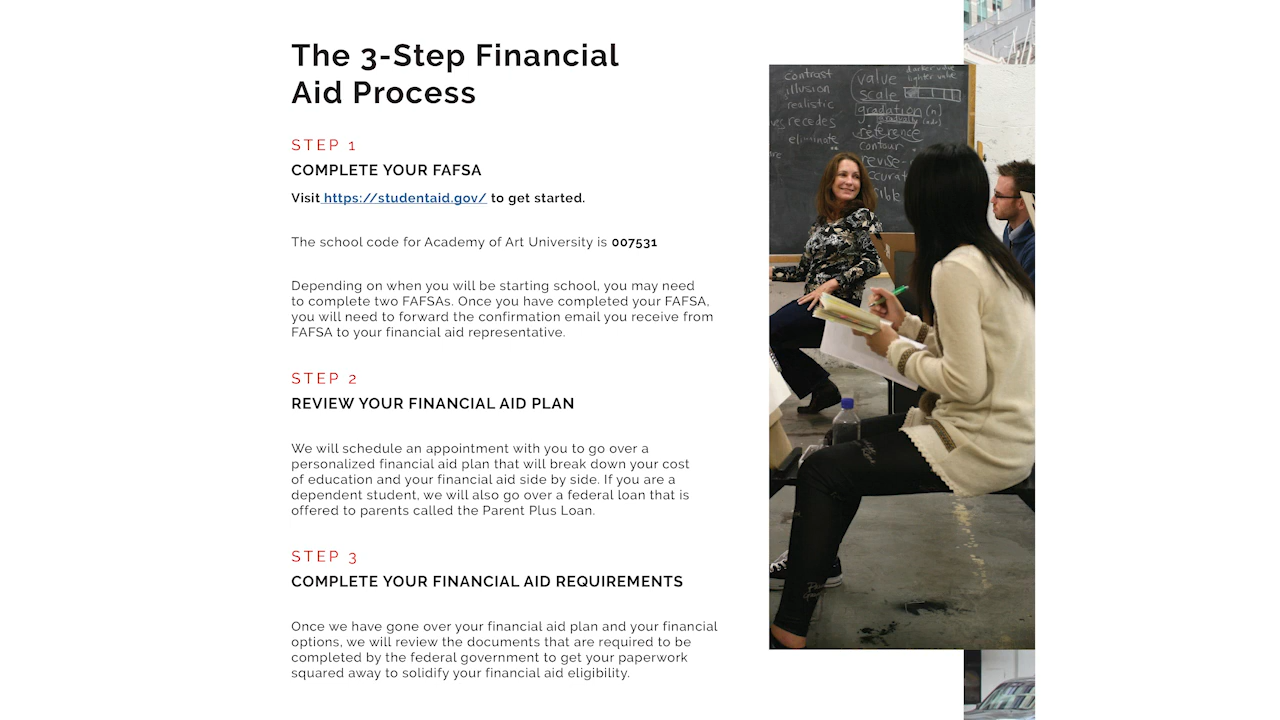 The 3-Step Financial
Aid Process
STEP 1
COMPLETE YOUR FAFSA
Visit https://studentaid.gov/ to get started.
The school code for Academy of Art University is 007531
Depending on when you will be starting school, you may need
to complete two FAFSAs. Once you have completed your FAFSA,
you will need to forward the confirmation email you receive from
FAFSA to your financial aid representative.
STEP 2
REVIEW YOUR FINANCIAL AID PLAN
We will schedule an appointment with you to go over a
personalized financial aid plan that will break down your cost
of education and your financial aid side by side. If you are a
dependent student, we will also go over a federal loan that is
offered to parents called the Parent Plus Loan.
STEP 3
COMPLETE YOUR FINANCIAL AID REQUIREMENTS
Once we have gone over your financial aid plan and your financial
options, we will review the documents that are required to be
completed by the federal government to get your paperwork
squared away to solidify your financial aid eligibility.
contrast
illusion
realistic
recedes
eliminate
darker value
lighter value
value
scale
gradation (n)
reference
contour
revise